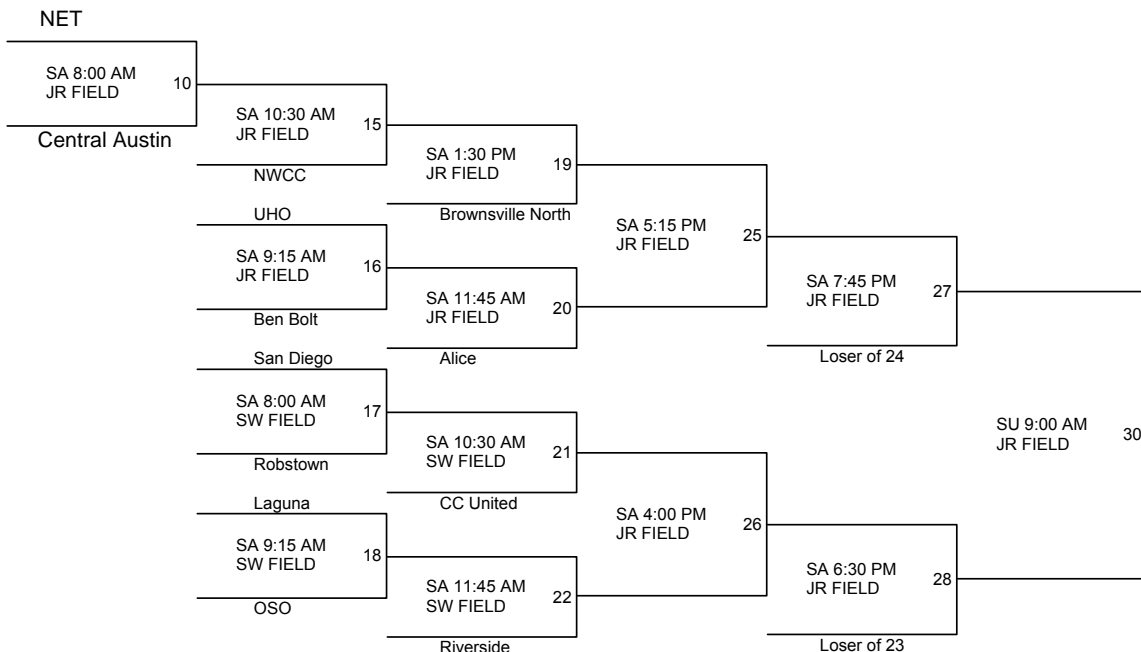 NET
SA 8:00 AM
JR FIELD
10
Central Austin
SA 10:30 AM
JR FIELD
15
NWCC
SA 1:30 PM
JR FIELD
19
Brownsville North
UHO
SA 9:15 AM
JR FIELD
16
Ben Bolt
SA 11:45 AM
JR FIELD
20
Alice
SA 5:15 PM
JR FIELD
25
SA 7:45 PM
JR FIELD
27
Loser of 24
San Diego
SA 8:00 AM
SW FIELD
17
Robstown
SA 10:30 AM
SW FIELD
21
CC United
Laguna
SA 9:15 AM
SW FIELD
18
OSO
SA 11:45 AM
SW FIELD
22
Riverside
SA 4:00 PM
JR FIELD
26
SA 6:30 PM
JR FIELD
28
Loser of 23
SU 9:00 AM
JR FIELD
30